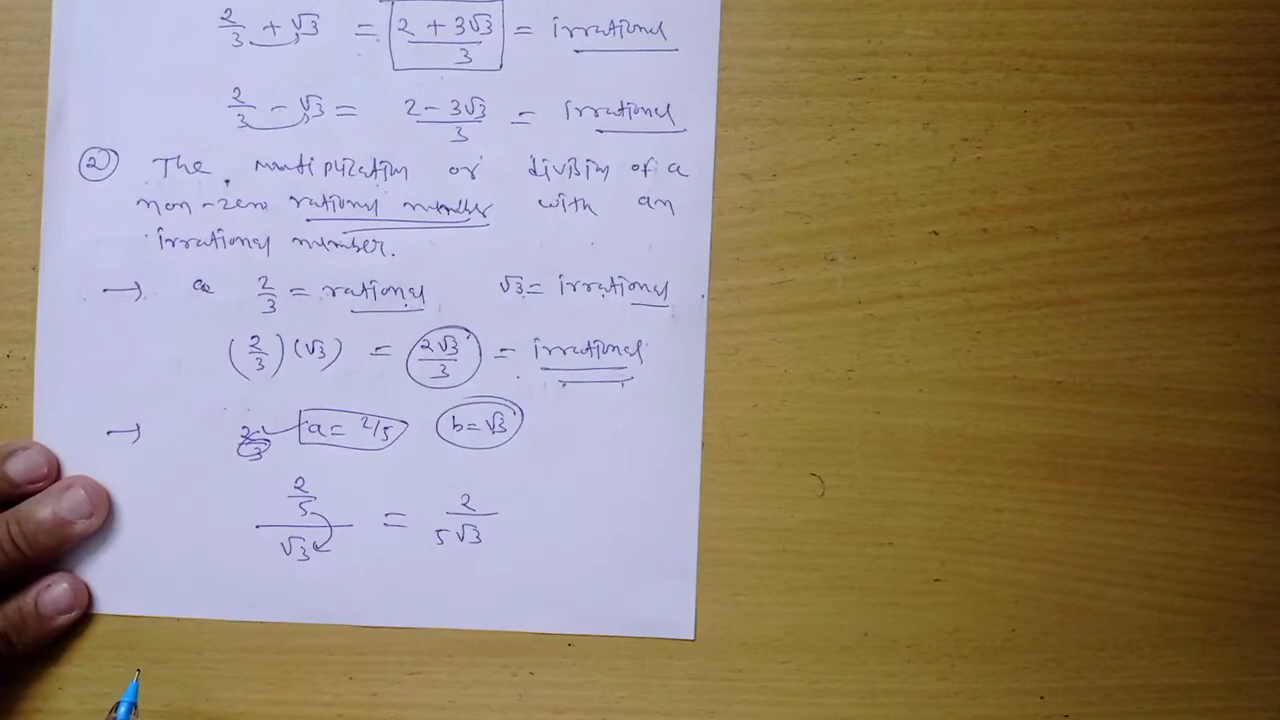 2/3 + √3 = (2 + 3√3)/3 = irrational
2/3 - √3 = (2 - 3√3)/3 = irrational
② The multiplication or division of a
non-zero rational number with an
irrational number.
→ a 2/3 = rational √3 = irrational
(2/3)(√3) = 2√3/3 = irrational
→ a = 2/5 b = √3
(2/5)/√3 = 2/(5√3)